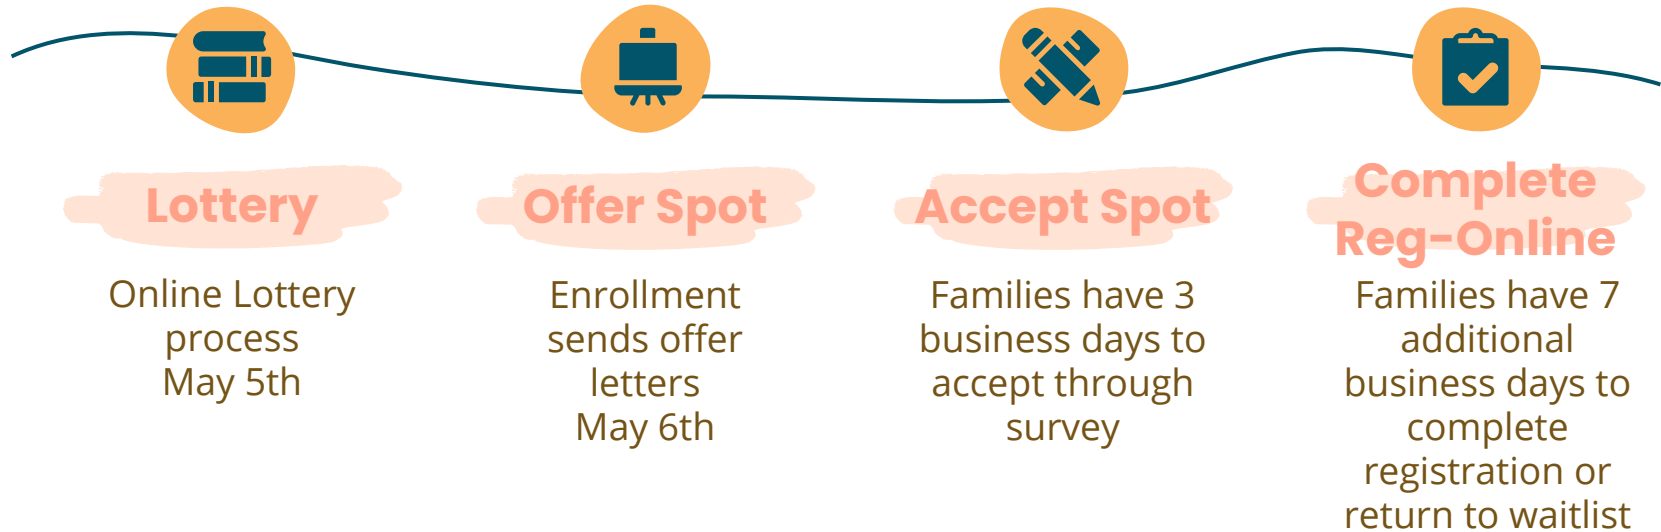 Lottery
Online Lottery
process
May 5th
Offer Spot
Enrollment
sends offer
letters
May 6th
Accept Spot
Families have 3
business days to
accept through
survey
Complete
Reg-Online
Families have 7
additional
business days to
complete
registration or
return to waitlist